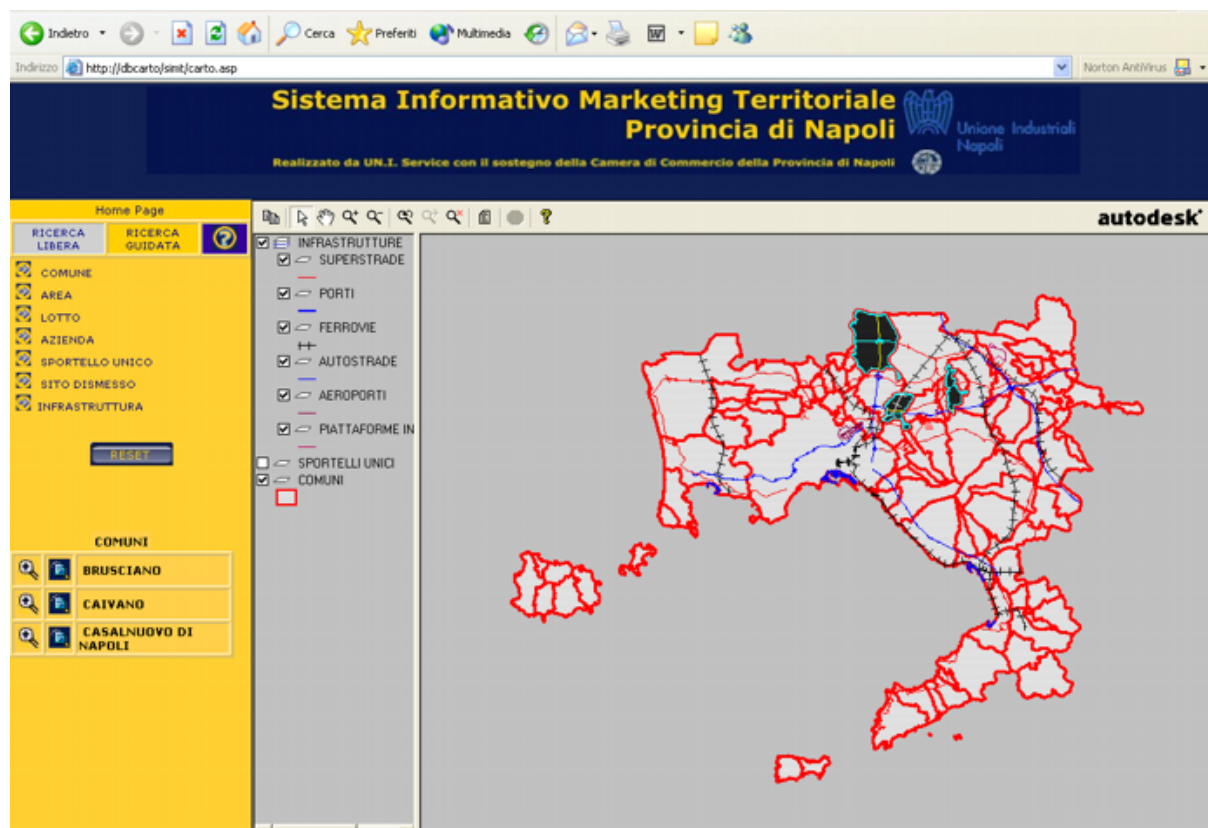 Indietro
Cerca
Preferiti
Multimedia
Indirizzo
http://dbcarto/simt/carto.asp
Norton AntiVirus
Sistema Informativo Marketing Territoriale
Provincia di Napoli
Realizzato da UN.I. Service con il sostegno della Camera di Commercio della Provincia di Napoli
Unione Industriali
Napoli
Home Page
RICERCA LIBERA
RICERCA GUIDATA
?
COMUNE
AREA
LOTTO
AZIENDA
SPORTELLO UNICO
SITO DISMESSO
INFRASTRUTTURA
RESET
COMUNI
BRUSCIANO
CAIVANO
CASALNUOVO DI
NAPOLI
autodesk
INFRASTRUTTURE
SUPERSTRADE
PORTI
FERROVIE
AUTOSTRADE
AEROPORTI
PIATTAFORME IN
SPORTELLI UNICI
COMUNI